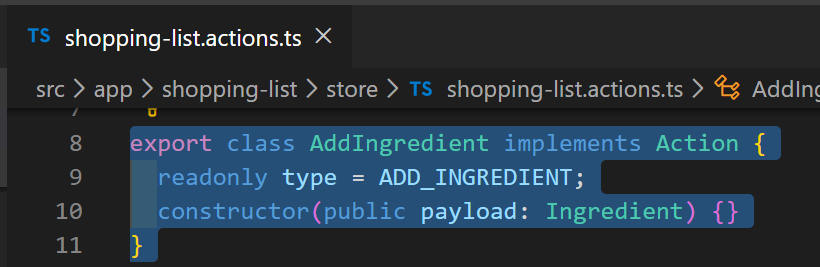 TS shopping-list.actions.ts ×
src > app > shopping-list > store > TS shopping-list.actions.ts > AddIng
8 export class AddIngredient implements Action {
9 readonly type = ADD_INGREDIENT;
10 constructor(public payload: Ingredient) {}
11 }